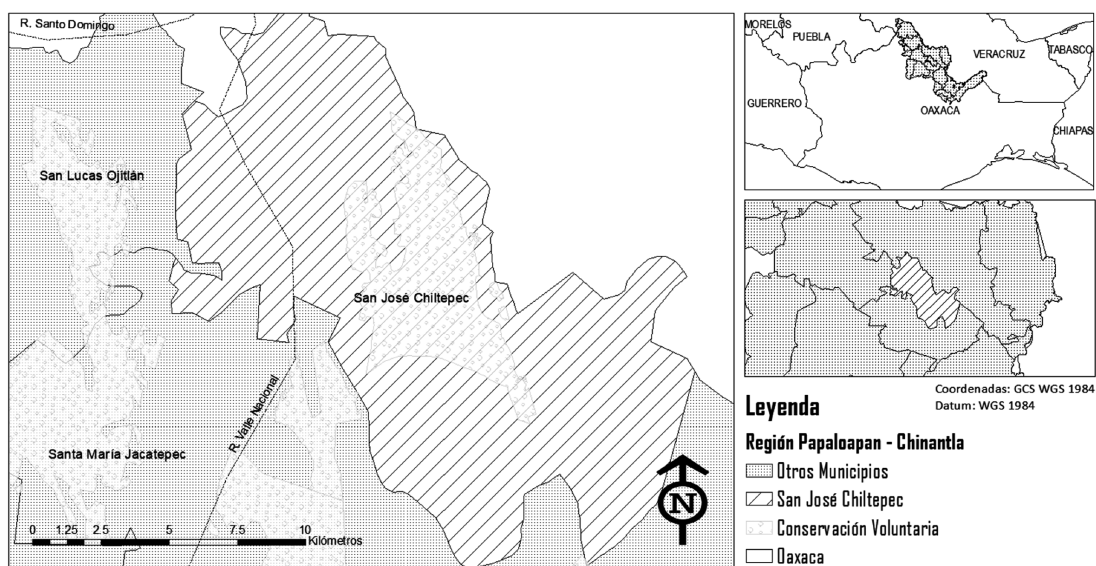 R. Santo Domingo
San Lucas Ojitlán
San José Chiltepec
R. Valle Nacional
Santa María Jacatepec
0 1.25 2.5 5 7.5 10
Kilómetros
N
MORELOS
PUEBLA
VERACRUZ
TABASCO
GUERRERO
OAXACA
CHIAPAS
Coordenadas: GCS WGS 1984
Datum: WGS 1984
Leyenda
Región Papaloapan - Chinantla
Otros Municipios
San José Chiltepec
Conservación Voluntaria
Oaxaca